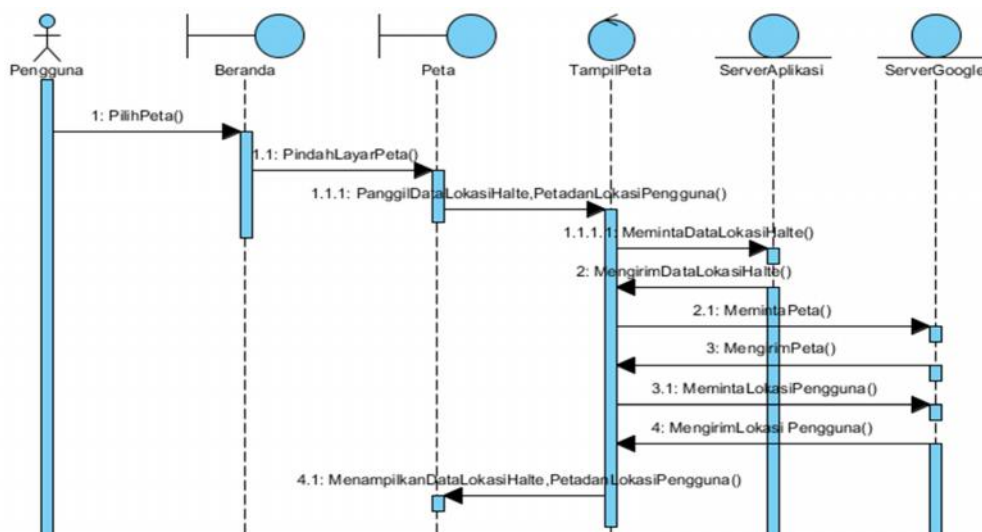 Pengguna
Beranda
Peta
TampilPeta
ServerAplikasi
ServerGoogle
1: PilihPeta()
1.1: PindahLayarPeta()
1.1.1: PanggilDataLokasiHalte,PetadanLokasiPengguna()
1.1.1.1: MemintaDataLokasiHalte()
2: MengirimDataLokasiHalte()
2.1: MemintaPeta()
3: MengirimPeta()
3.1: MemintaLokasiPengguna()
4: MengirimLokasi Pengguna()
4.1: MenampilkanDataLokasiHalte,PetadanLokasiPengguna()